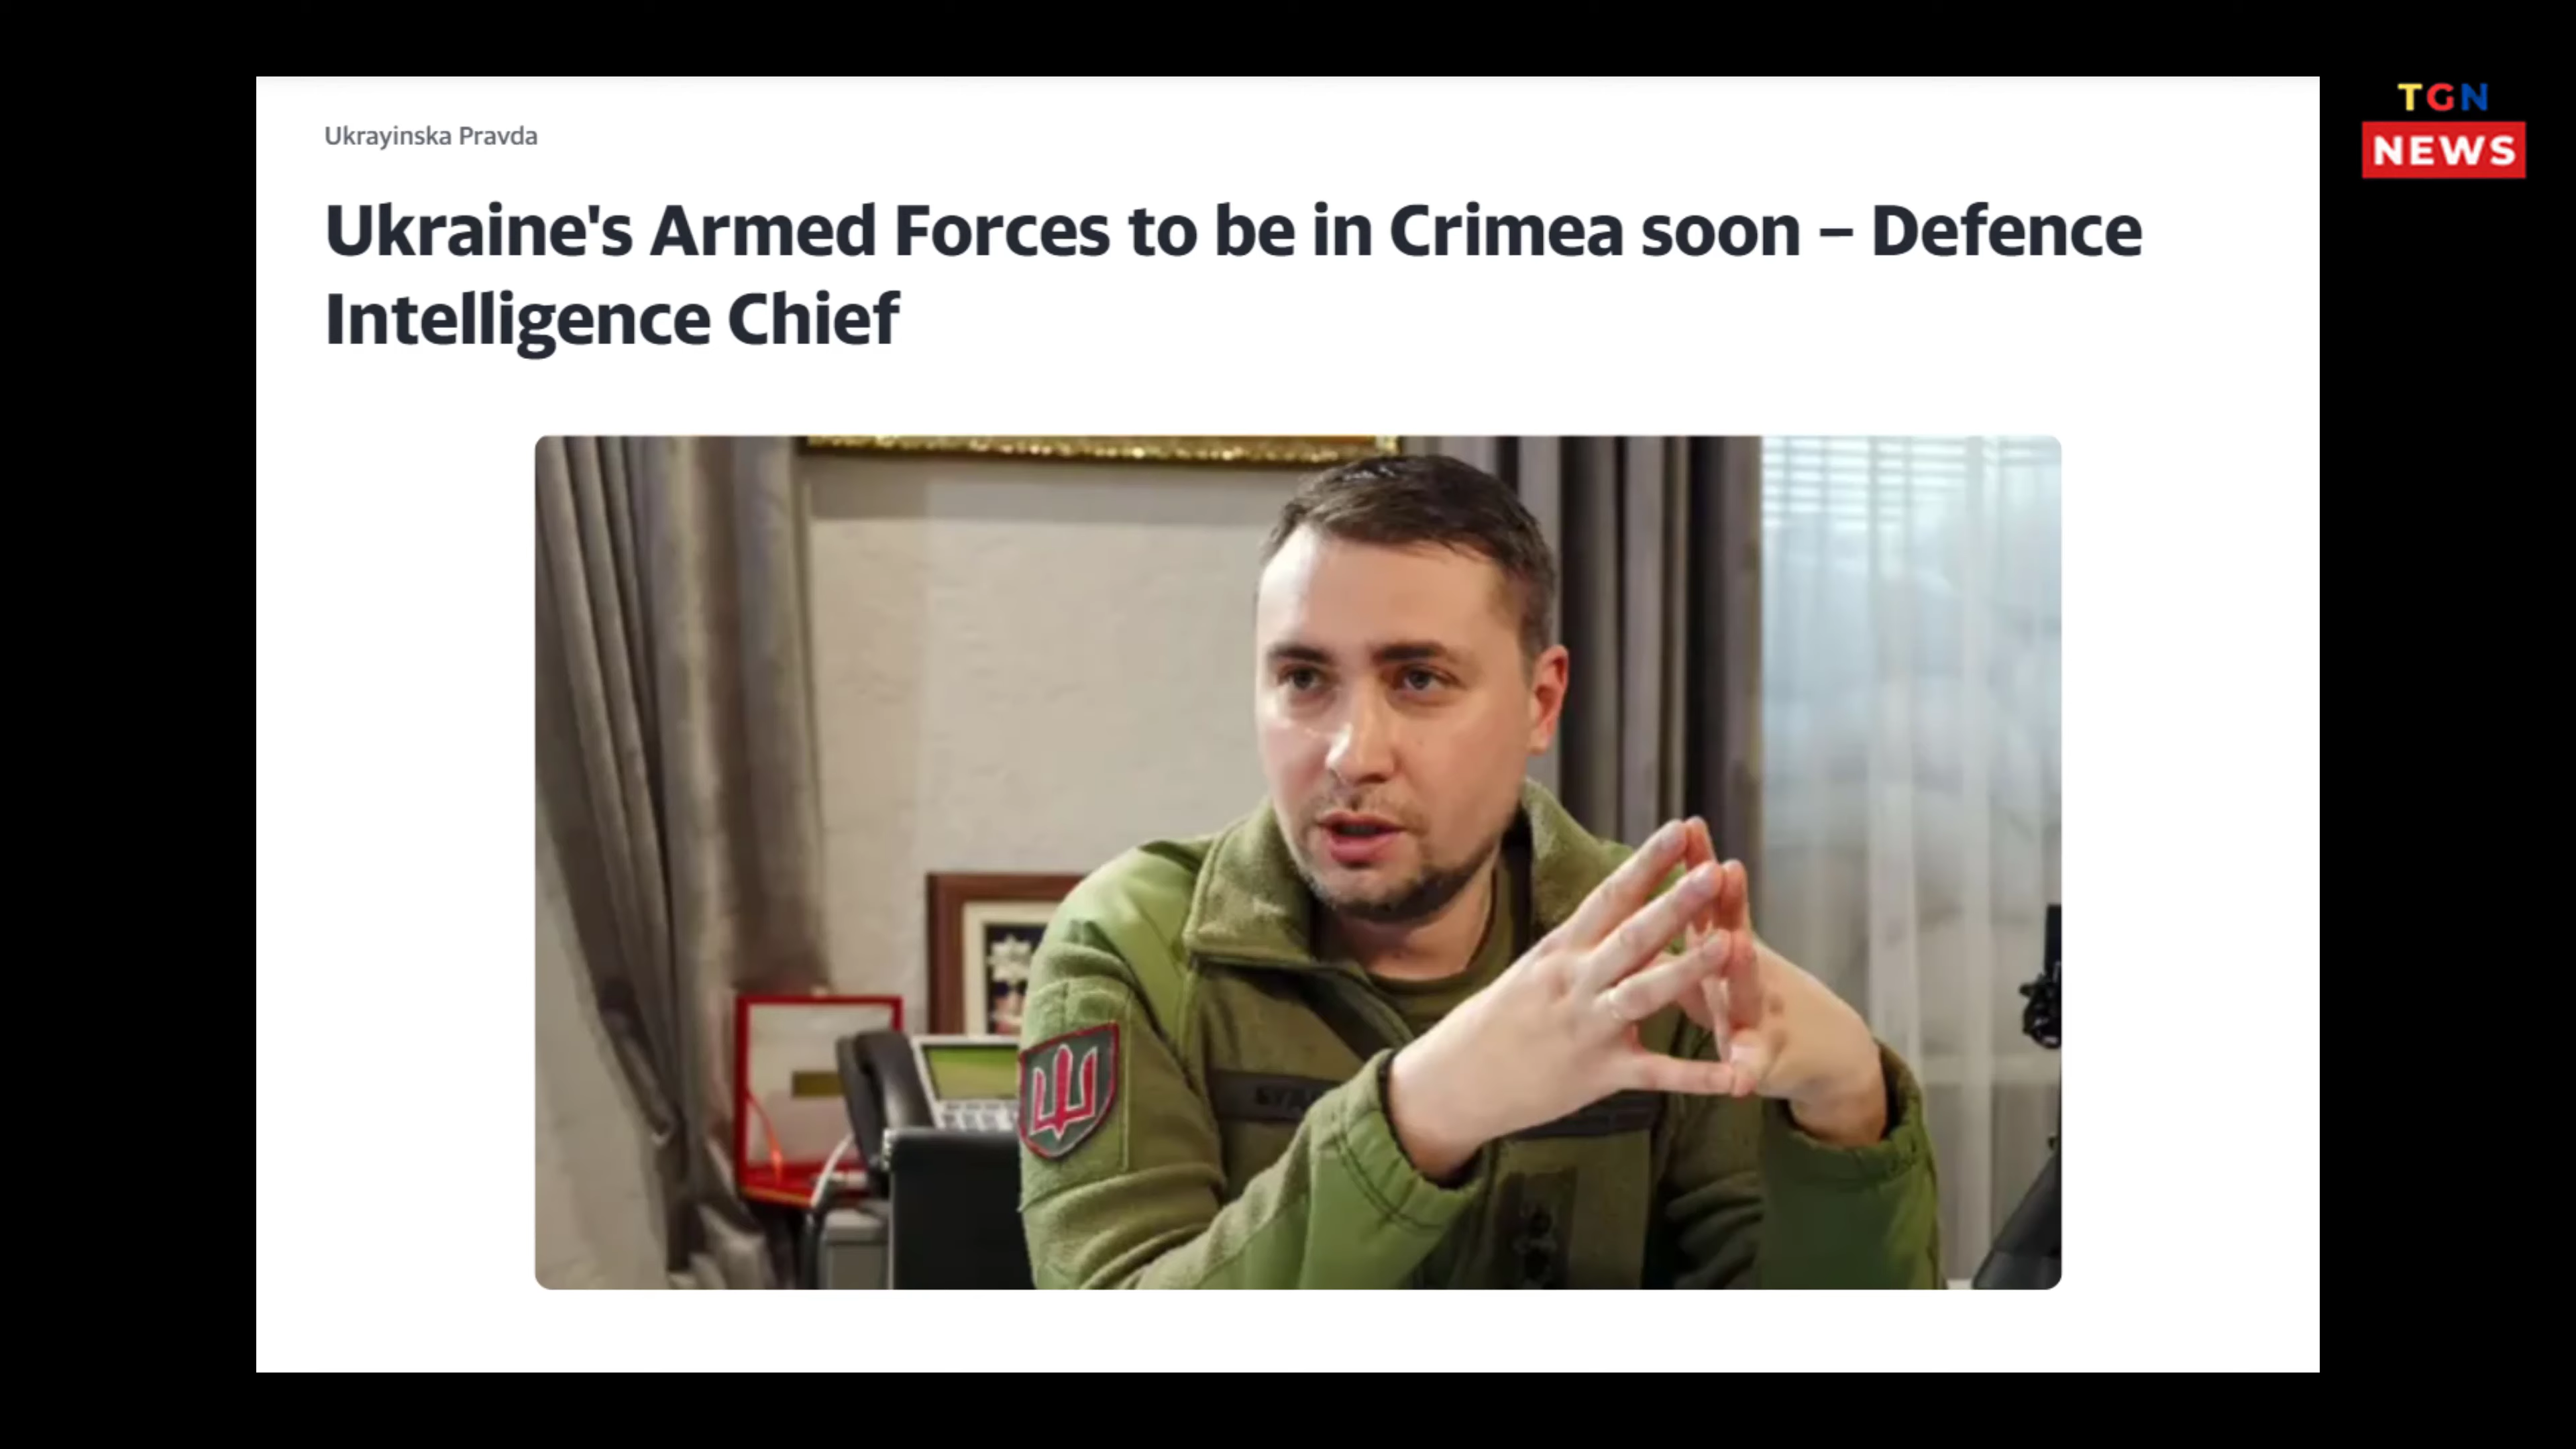 TGN
NEWS
Ukrayinska Pravda
Ukraine's Armed Forces to be in Crimea soon – Defence
Intelligence Chief